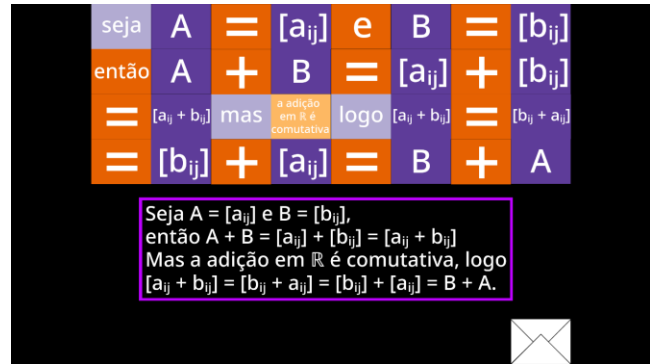 seja A = [aᵢⱼ] e B = [bᵢⱼ]
então A + B = [aᵢⱼ] + [bᵢⱼ]
= [aᵢⱼ + bᵢⱼ] mas a adição em ℝ é comutativa logo [aᵢⱼ + bᵢⱼ] = [bᵢⱼ + aᵢⱼ]
= [bᵢⱼ] + [aᵢⱼ] = B + A
Seja A = [aᵢⱼ] e B = [bᵢⱼ],
então A + B = [aᵢⱼ] + [bᵢⱼ] = [aᵢⱼ + bᵢⱼ]
Mas a adição em ℝ é comutativa, logo
[aᵢⱼ + bᵢⱼ] = [bᵢⱼ + aᵢⱼ] = [bᵢⱼ] + [aᵢⱼ] = B + A.